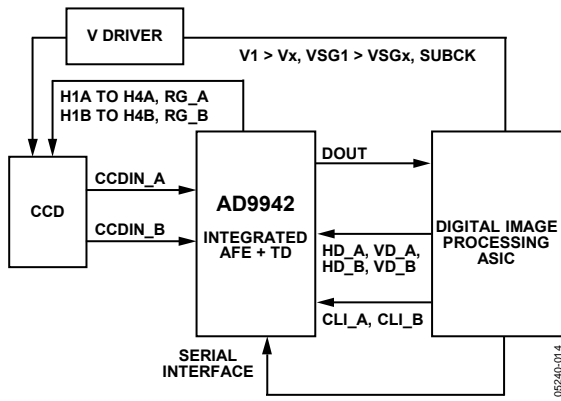 V DRIVER
V1 > Vx, VSG1 > VSGx, SUBCK
H1A TO H4A, RG_A
H1B TO H4B, RG_B
CCD
CCDIN_A
CCDIN_B
AD9942
INTEGRATED
AFE + TD
DOUT
HD_A, VD_A,
HD_B, VD_B
CLI_A, CLI_B
DIGITAL IMAGE
PROCESSING
ASIC
SERIAL
INTERFACE
05240-014